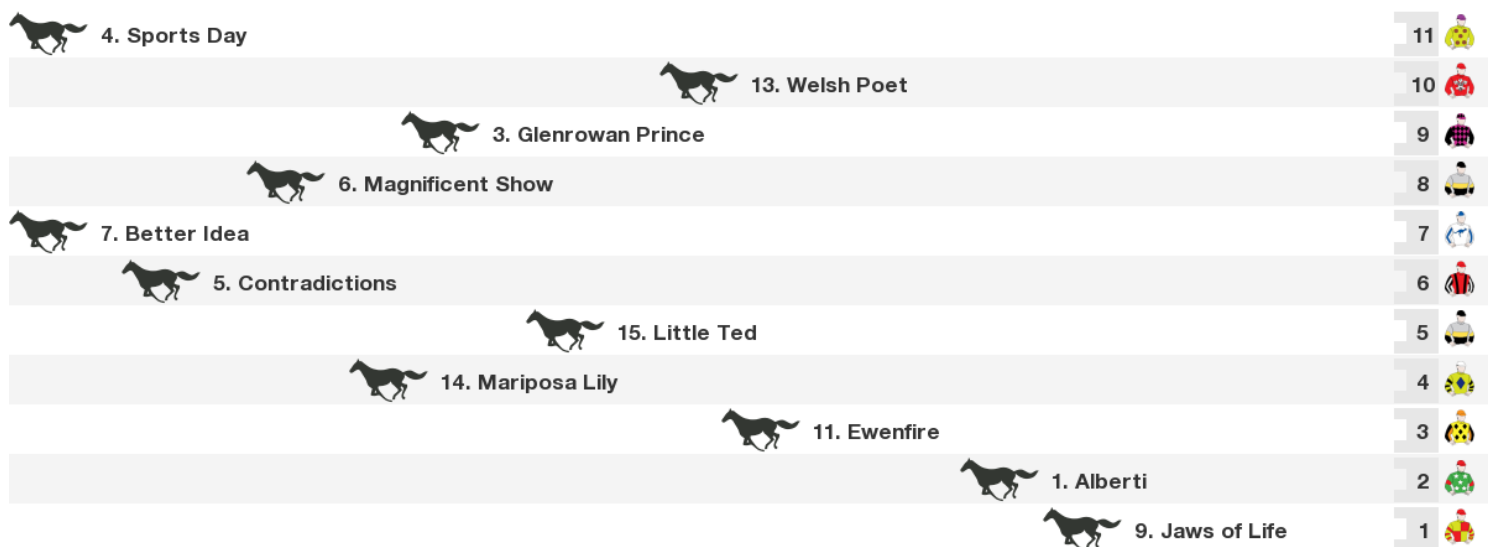 4. Sports Day 11
13. Welsh Poet 10
3. Glenrowan Prince 9
6. Magnificent Show 8
7. Better Idea 7
5. Contradictions 6
15. Little Ted 5
14. Mariposa Lily 4
11. Ewenfire 3
1. Alberti 2
9. Jaws of Life 1